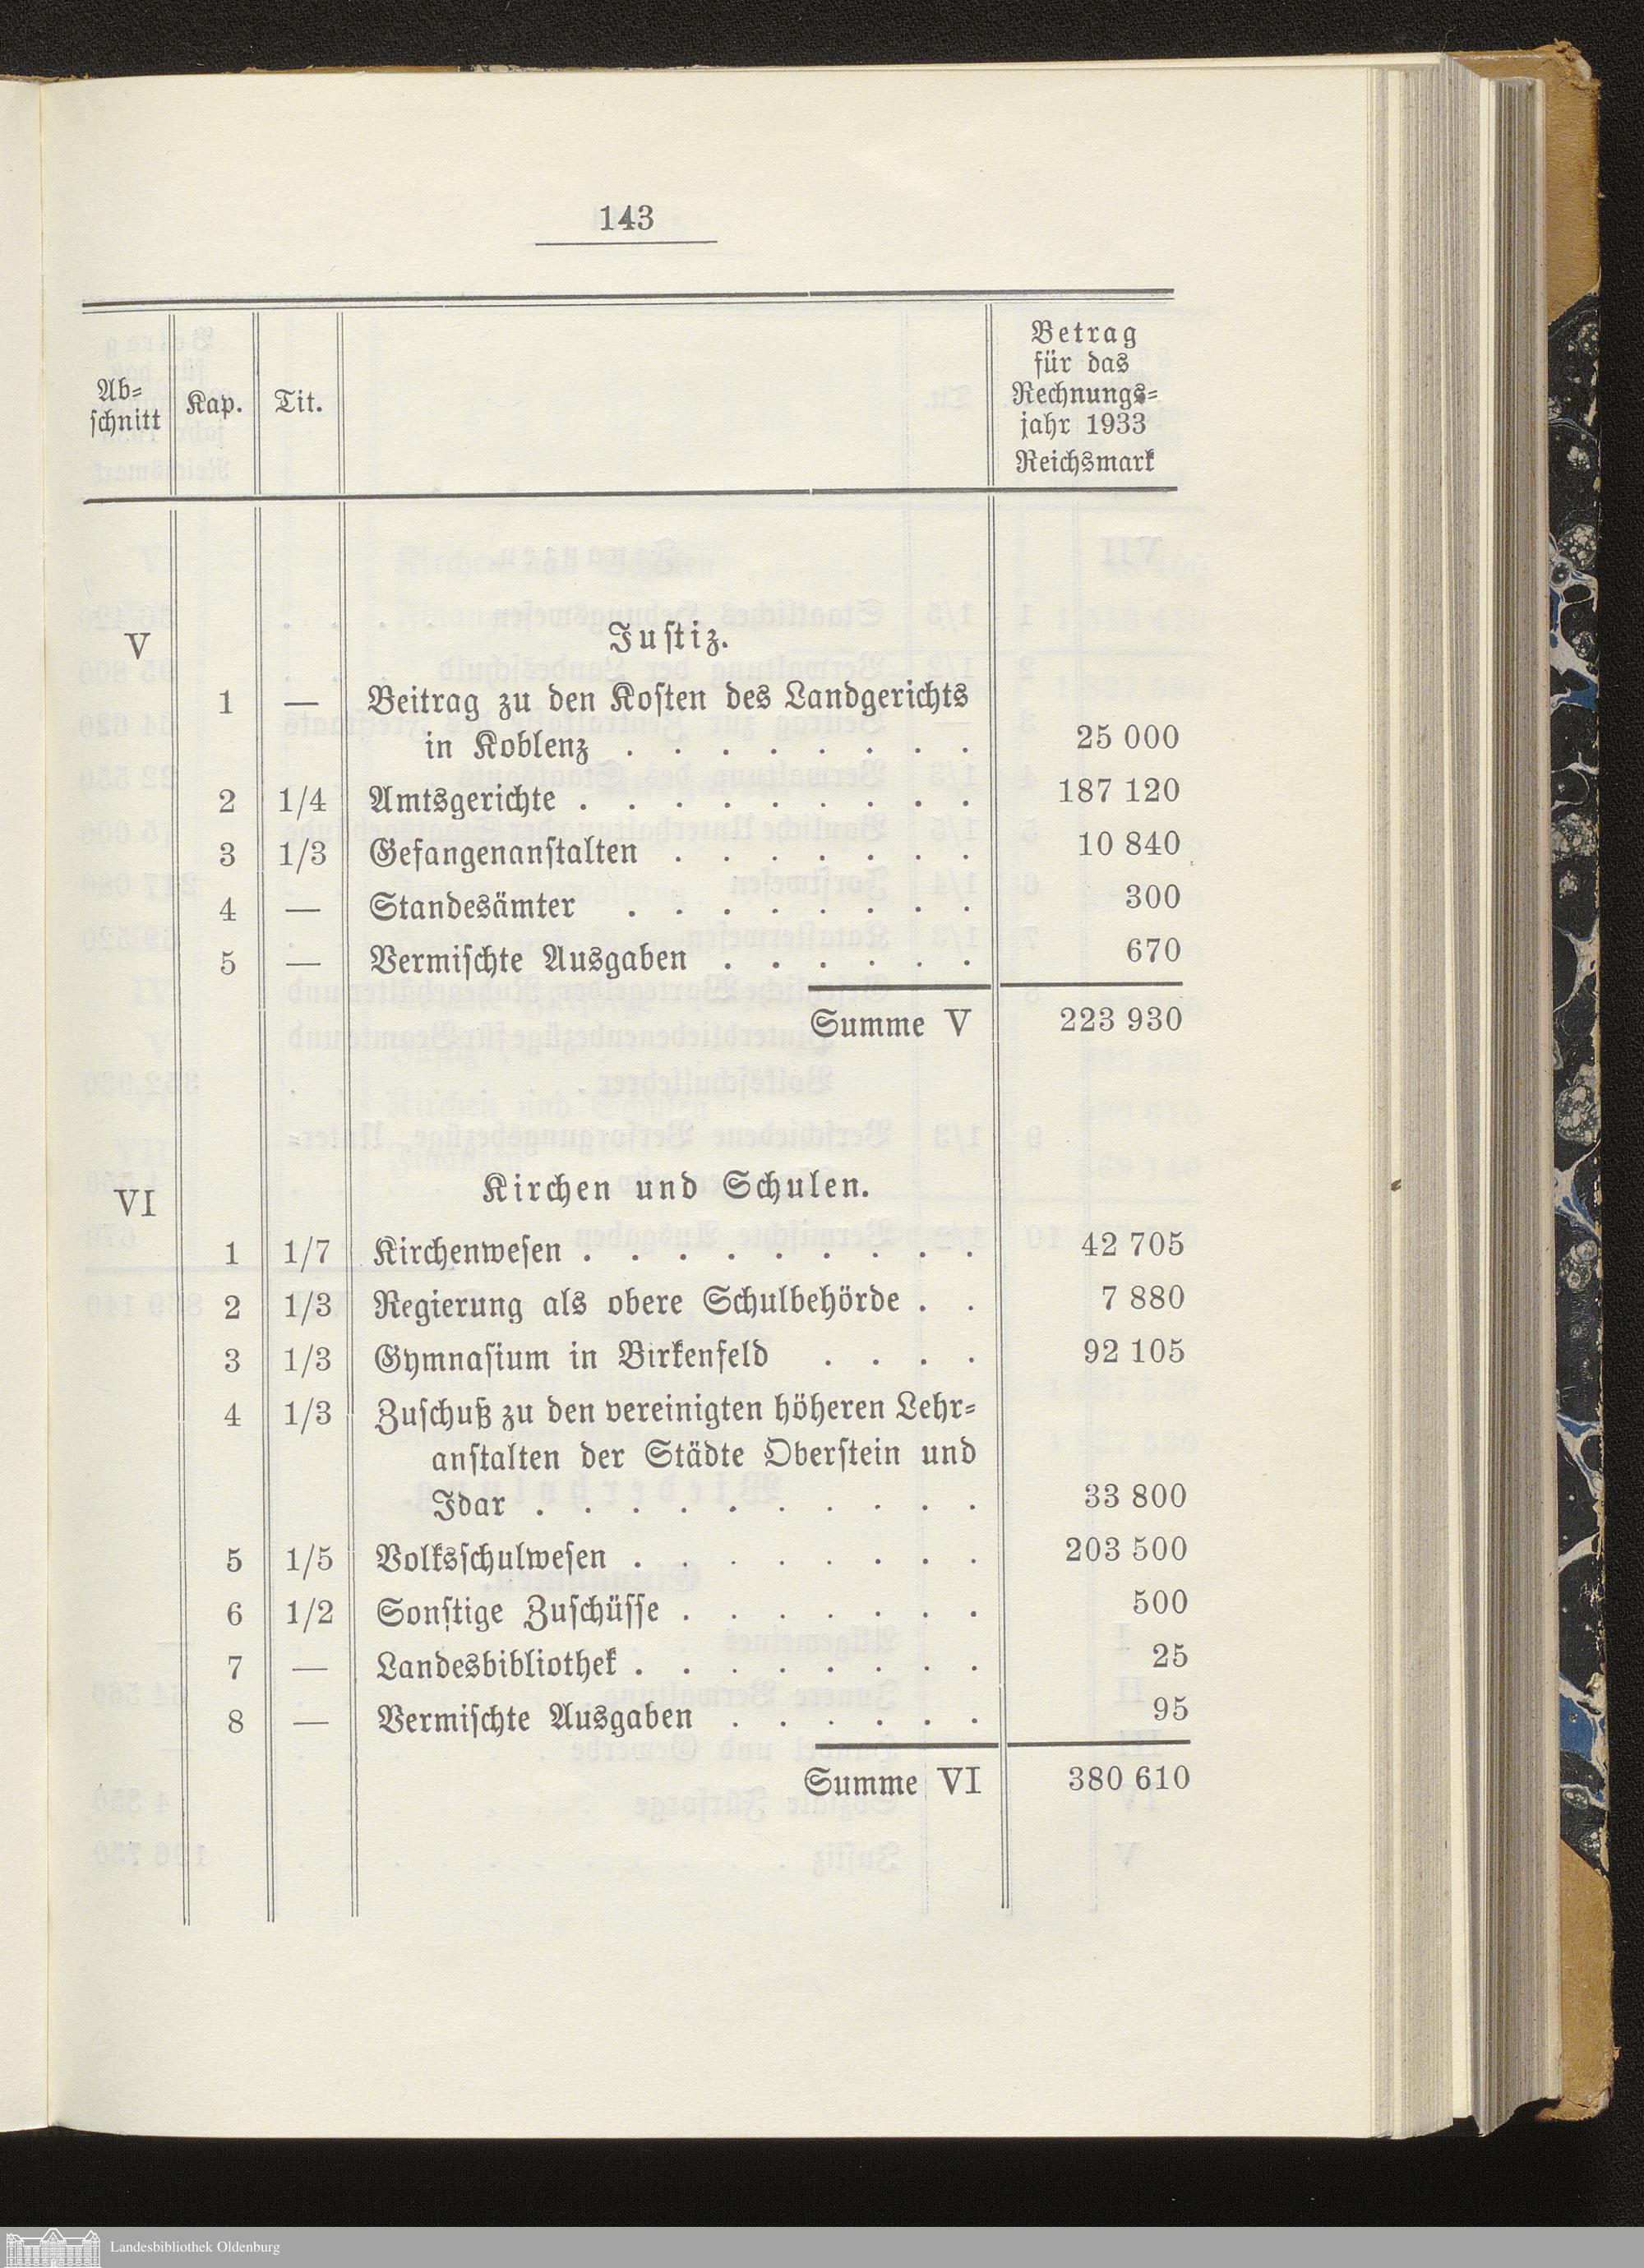 143
Ab-
schnitt Kap. Tit. Betrag
für das
Rechnungs-
jahr 1933
Reichsmark
V Justiz.
1 — Beitrag zu den Kosten des Landgerichts
in Koblenz . . . . . . . . 25 000
2 1/4 Amtsgerichte . . . . . . . . . 187 120
3 1/3 Gefangenanstalten . . . . . . . 10 840
4 — Standesämter . . . . . . . . 300
5 — Vermischte Ausgaben . . . . . . 670
Summe V 223 930
VI Kirchen und Schulen.
1 1/7 Kirchenwesen . . . . . . . . . 42 705
2 1/3 Regierung als obere Schulbehörde . . 7 880
3 1/3 Gymnasium in Birkenfeld . . . . 92 105
4 1/3 Zuschuß zu den vereinigten höheren Lehr-
anstalten der Städte Oberstein und
Idar . . . . . . . . . . 33 800
5 1/5 Volksschulwesen . . . . . . . . 203 500
6 1/2 Sonstige Zuschüsse . . . . . . . 500
7 — Landesbibliothek . . . . . . . . 25
8 — Vermischte Ausgaben . . . . . . 95
Summe VI 380 610
Landesbibliothek Oldenburg